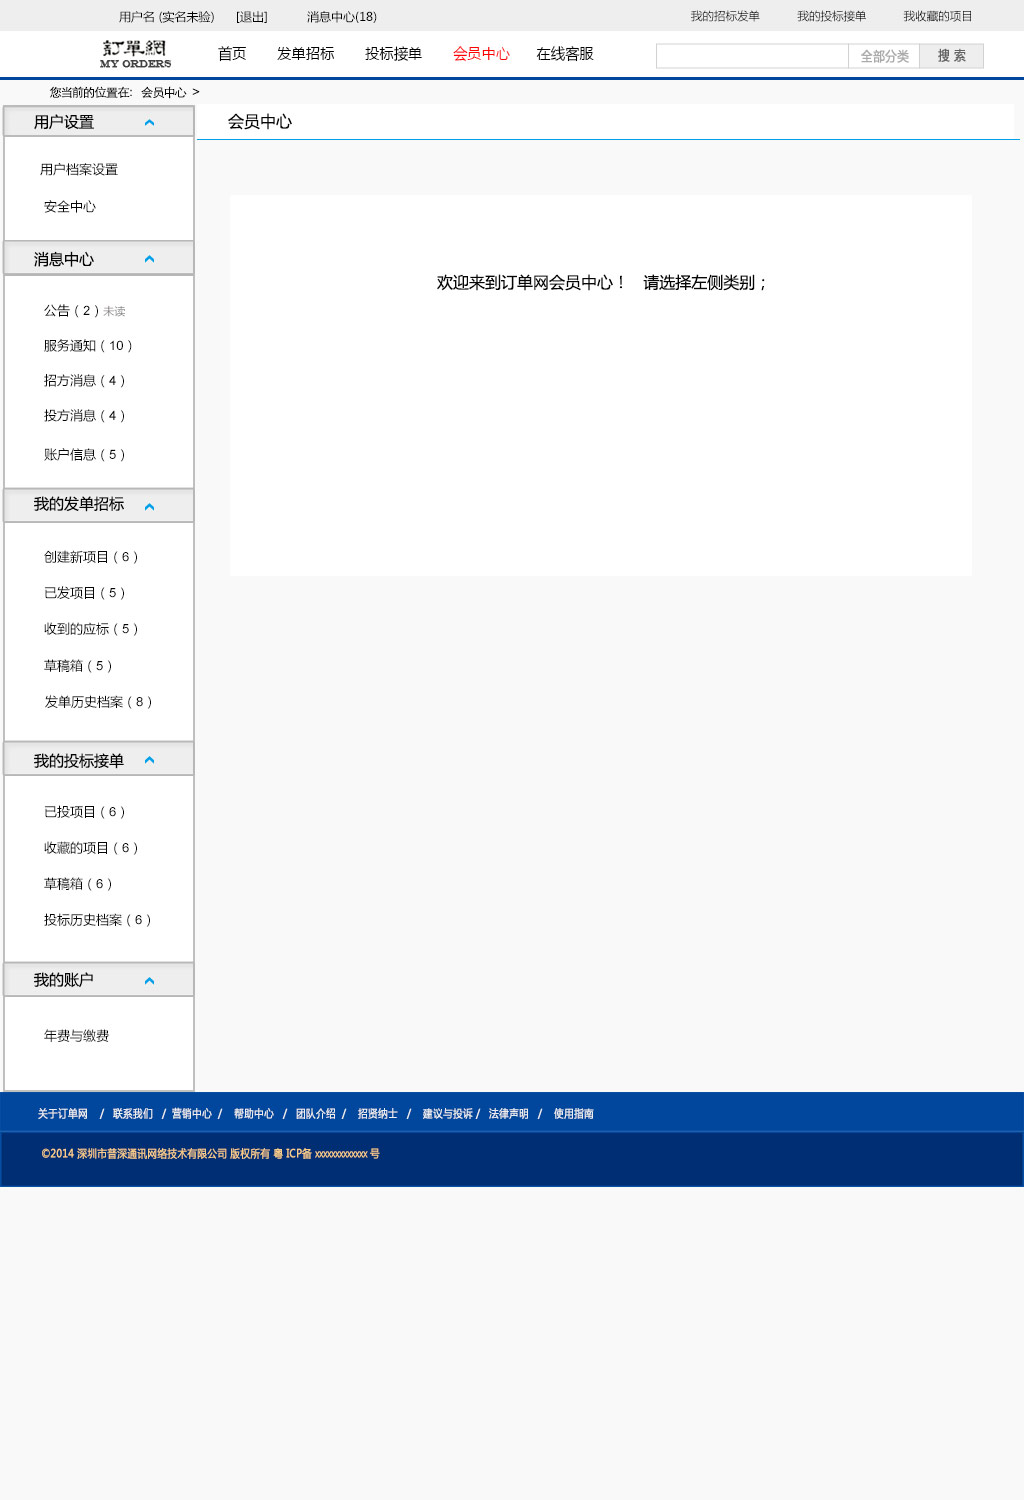 用户名 (实名未验) [退出] 消息中心(18) 我的招标发单 我的投标接单 我收藏的项目
訂單網
MY ORDERS
首页 发单招标 投标接单 会员中心 在线客服 全部分类 搜 索
您当前的位置在: 会员中心 >
用户设置
用户档案设置
安全中心
消息中心
公告（2）未读
服务通知（10）
招方消息（4）
投方消息（4）
账户信息（5）
我的发单招标
创建新项目（6）
已发项目（5）
收到的应标（5）
草稿箱（5）
发单历史档案（8）
我的投标接单
已投项目（6）
收藏的项目（6）
草稿箱（6）
投标历史档案（6）
我的账户
年费与缴费
会员中心
欢迎来到订单网会员中心！ 请选择左侧类别；
关于订单网 / 联系我们 / 营销中心 / 帮助中心 / 团队介绍 / 招贤纳士 / 建议与投诉 / 法律声明 / 使用指南
©2014 深圳市普深通讯网络技术有限公司 版权所有 粤 ICP备 xxxxxxxxxxxx 号